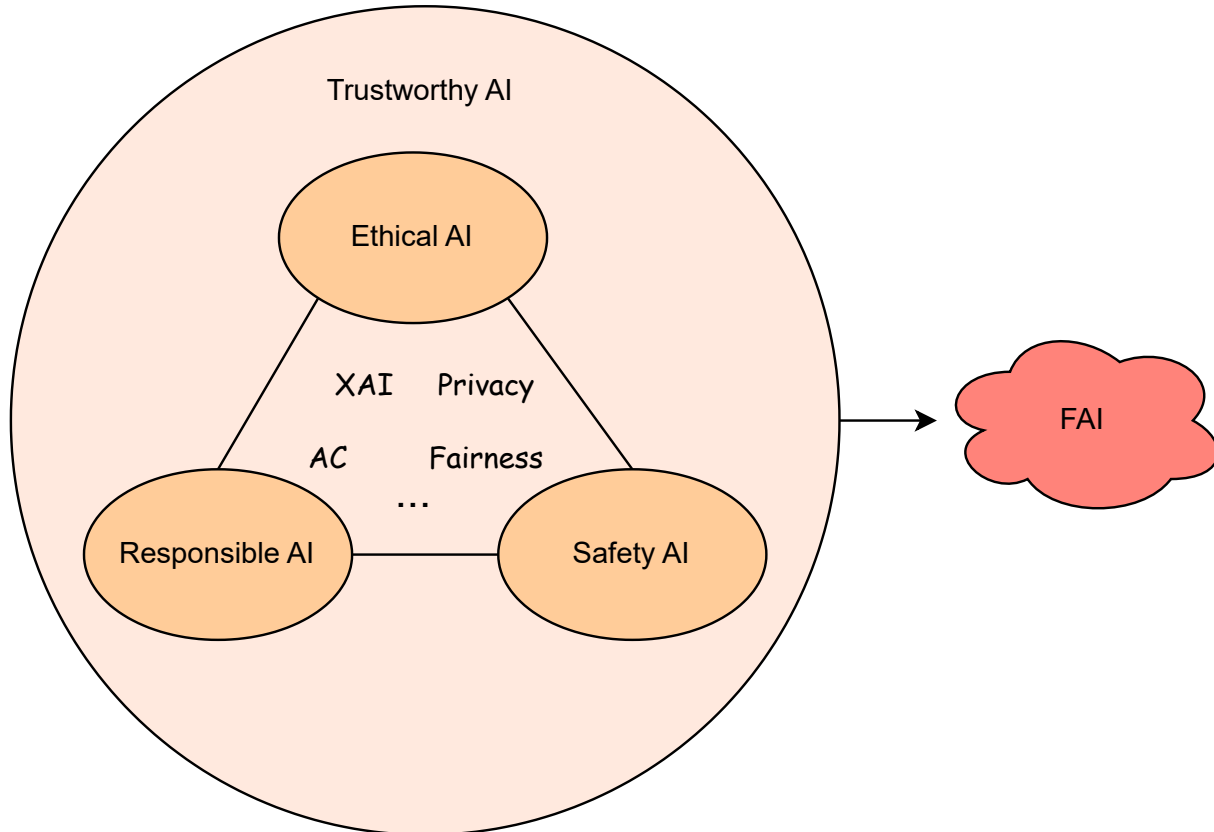 Trustworthy AI
Ethical AI
XAI Privacy
AC Fairness
...
Responsible AI
Safety AI
FAI